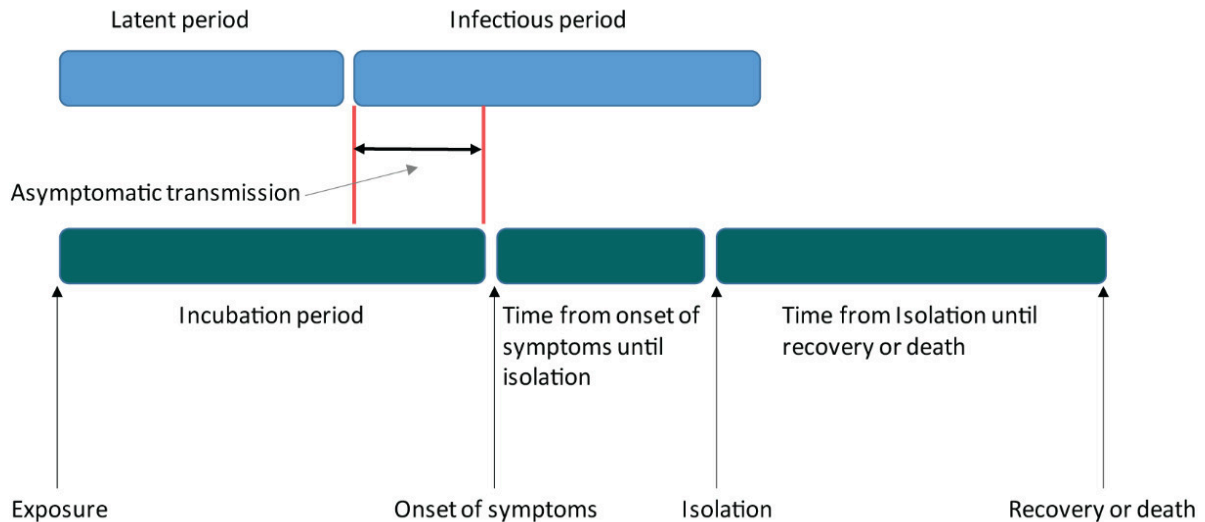 Latent period
Infectious period
Asymptomatic transmission
Incubation period
Time from onset of
symptoms until
isolation
Time from Isolation until
recovery or death
Exposure
Onset of symptoms
Isolation
Recovery or death